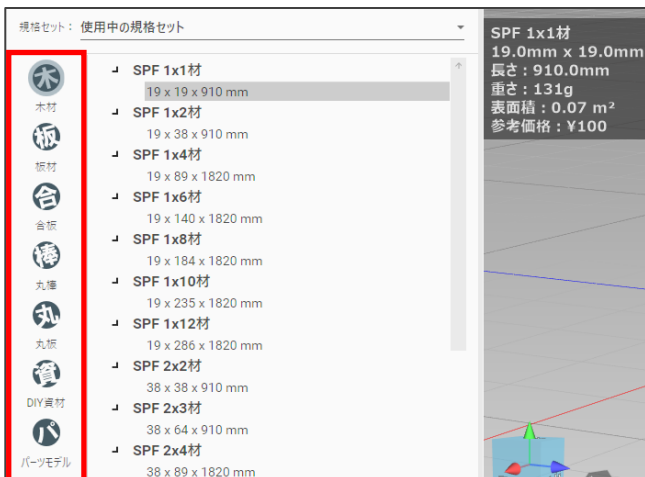 規格セット： 使用中の規格セット
木
木材
板
板材
合
合板
棒
丸棒
丸
丸板
資
DIY資材
パ
パーツモデル
SPF 1x1材
19 x 19 x 910 mm
SPF 1x2材
19 x 38 x 910 mm
SPF 1x4材
19 x 89 x 1820 mm
SPF 1x6材
19 x 140 x 1820 mm
SPF 1x8材
19 x 184 x 1820 mm
SPF 1x10材
19 x 235 x 1820 mm
SPF 1x12材
19 x 286 x 1820 mm
SPF 2x2材
38 x 38 x 910 mm
SPF 2x3材
38 x 64 x 910 mm
SPF 2x4材
38 x 89 x 1820 mm
SPF 1x1材
19.0mm x 19.0mm
長さ：910.0mm
重さ：131g
表面積：0.07 m²
参考価格：¥100